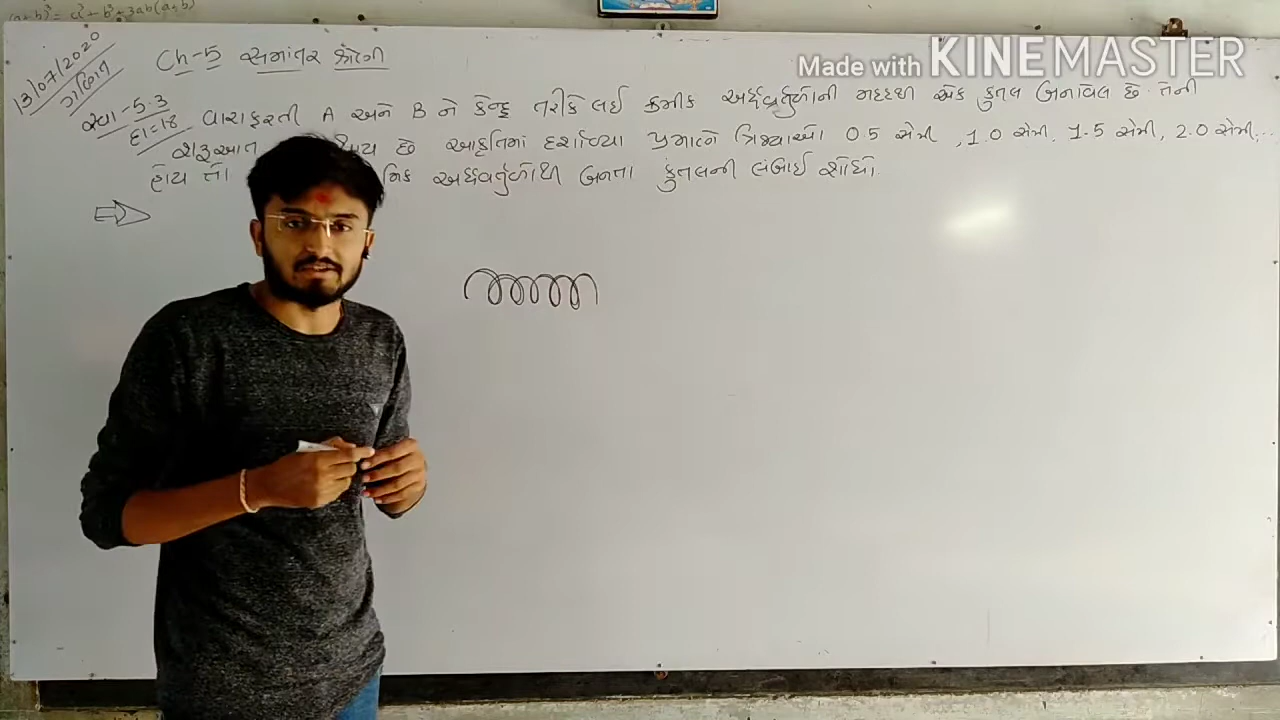 (a+b)³ = a³+b³+3ab(a+b)
Made with KINEMASTER
13/07/2020
ગણિત
Ch-5 સમાંતર શ્રેણી
સ્વા-5.3
દા=18
વારાફરતી A અને B ને કેન્દ્ર તરીકે લઈ ક્રમીક અર્ધવર્તુળોની મદદથી એક કુંતલ બનાવેલ છે. તેની
શરૂઆત થાય છે આકૃતિમાં દર્શાવ્યા પ્રમાણે ત્રિજ્યાઓ 0.5 સેમી, 1.0 સેમી, 1.5 સેમી, 2.0 સેમી,...
હોય તો અર્ધવર્તુળોથી બનતા કુંતલની લંબાઈ શોધો.